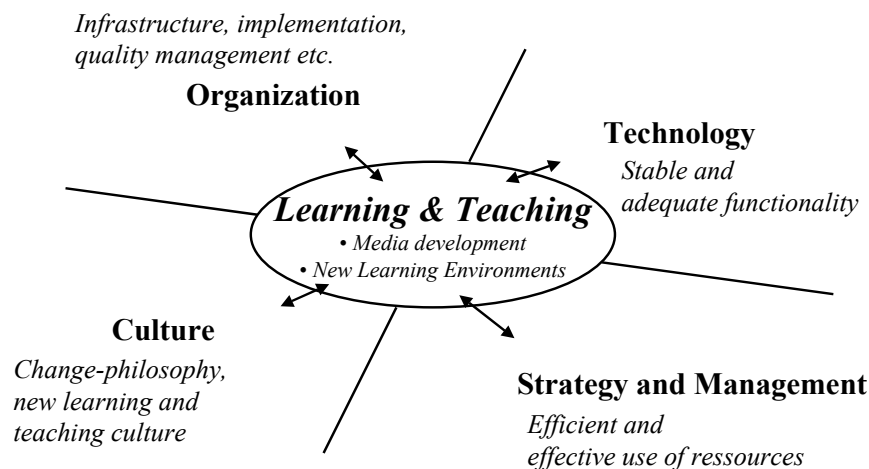 Infrastructure, implementation,
quality management etc.
Organization
Technology
Stable and
adequate functionality
Learning & Teaching
• Media development
• New Learning Environments
Culture
Change-philosophy,
new learning and
teaching culture
Strategy and Management
Efficient and
effective use of ressources